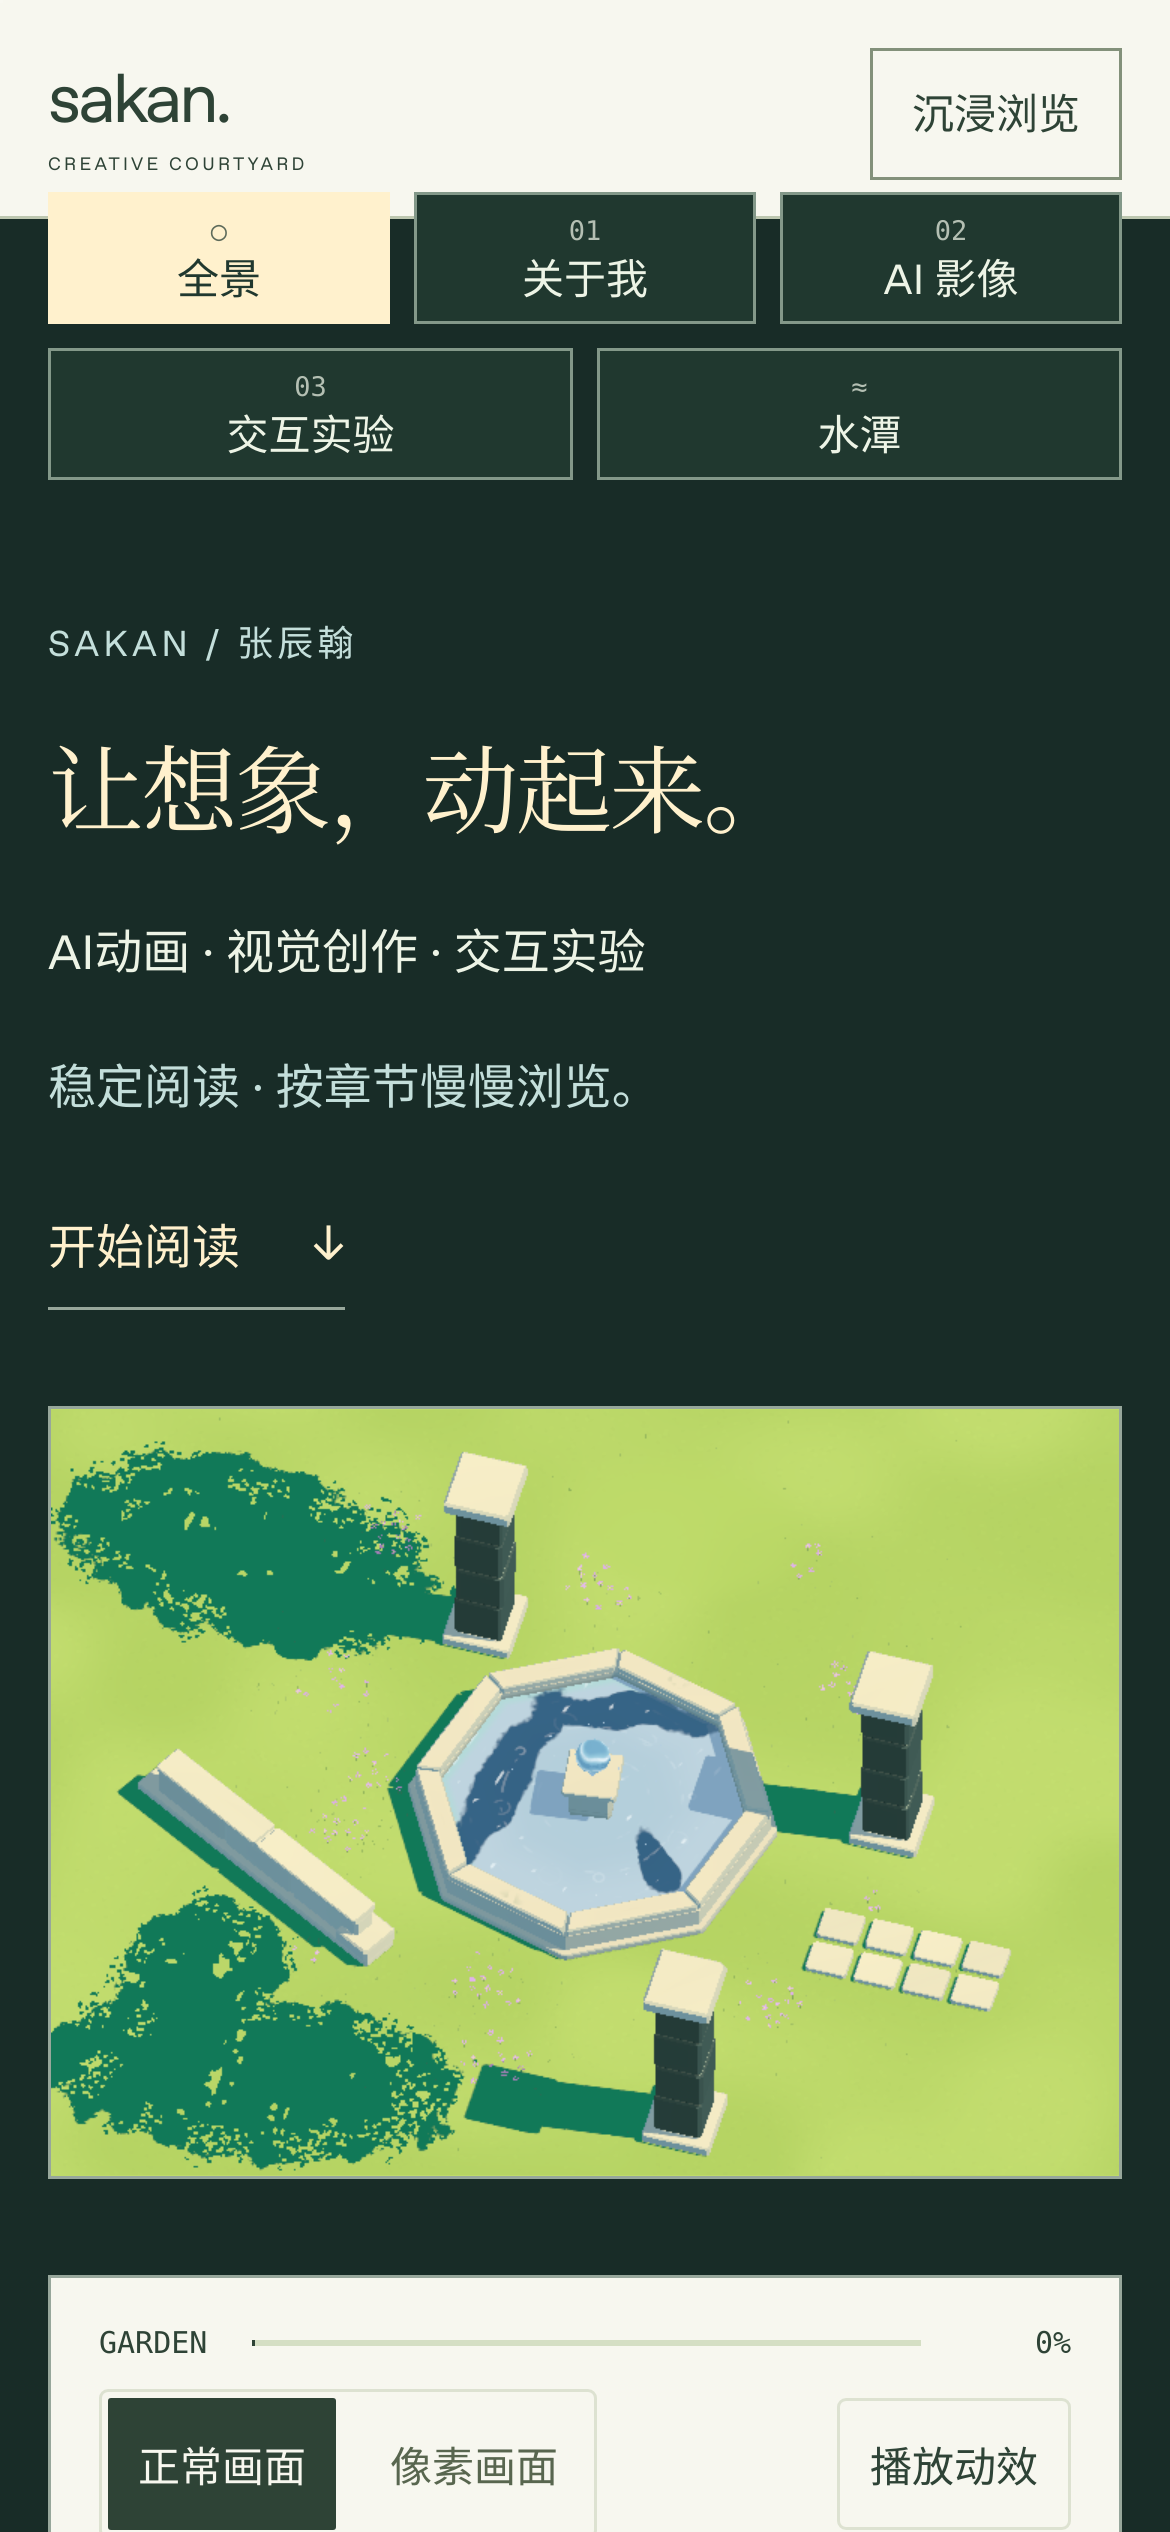 sakan.
CREATIVE COURTYARD
沉浸浏览
○
全景
01
关于我
02
AI 影像
03
交互实验
≈
水潭
SAKAN / 张辰翰
让想象，动起来。
AI动画 · 视觉创作 · 交互实验
稳定阅读 · 按章节慢慢浏览。
开始阅读 ↓
GARDEN 0%
正常画面 像素画面 播放动效